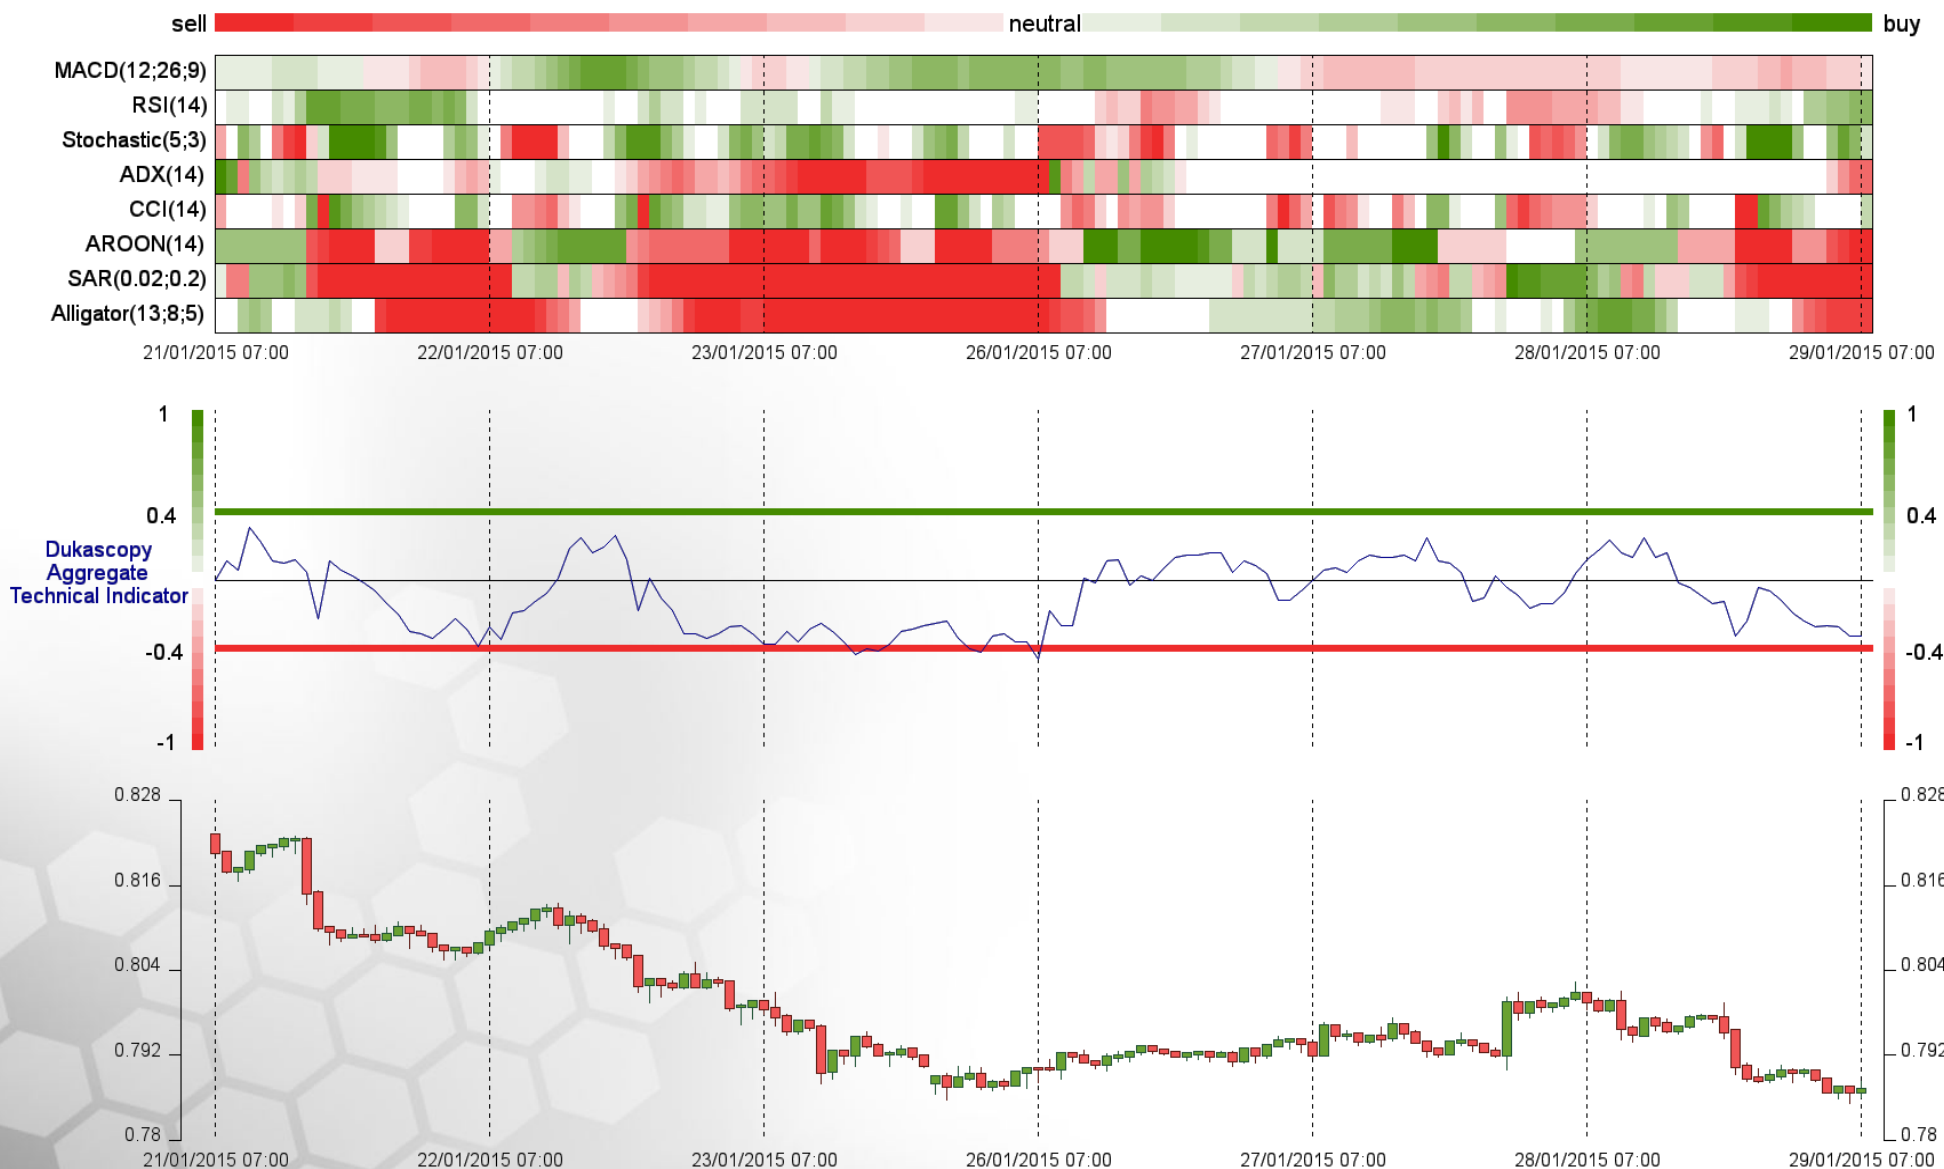 sell neutral buy
MACD(12;26;9)
RSI(14)
Stochastic(5;3)
ADX(14)
CCI(14)
AROON(14)
SAR(0.02;0.2)
Alligator(13;8;5)
21/01/2015 07:00 22/01/2015 07:00 23/01/2015 07:00 26/01/2015 07:00 27/01/2015 07:00 28/01/2015 07:00 29/01/2015 07:00
1 1
0.4 0.4
Dukascopy
Aggregate
Technical Indicator
-0.4 -0.4
-1 -1
0.828 0.828
0.816 0.816
0.804 0.804
0.792 0.792
0.78 0.78
21/01/2015 07:00 22/01/2015 07:00 23/01/2015 07:00 26/01/2015 07:00 27/01/2015 07:00 28/01/2015 07:00 29/01/2015 07:00